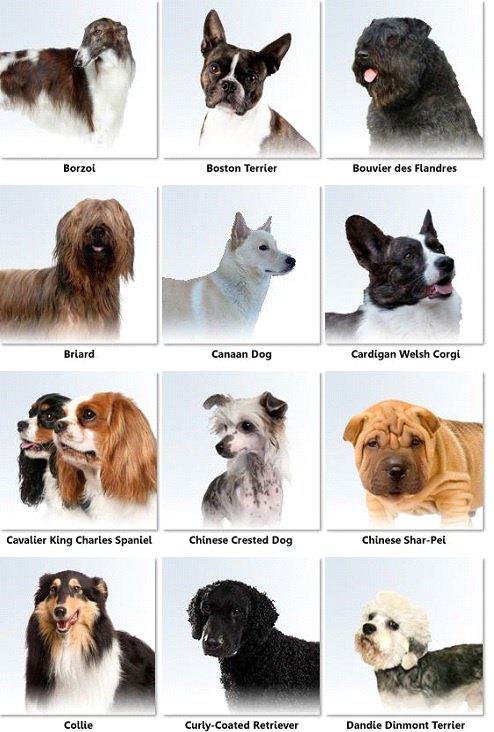 Borzoi
Boston Terrier
Bouvier des Flandres
Briard
Canaan Dog
Cardigan Welsh Corgi
Cavalier King Charles Spaniel
Chinese Crested Dog
Chinese Shar-Pei
Collie
Curly-Coated Retriever
Dandie Dinmont Terrier